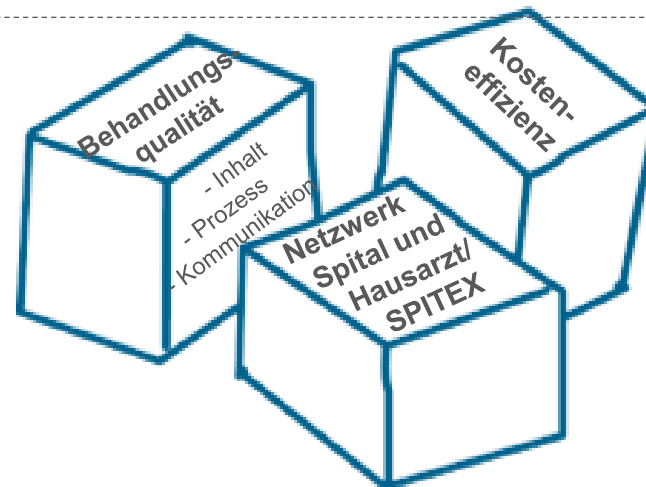 Behandlungs-
qualität
- Inhalt
- Prozess
- Kommunikation
Kosten-
effizienz
Netzwerk
Spital und
Hausarzt/
SPITEX